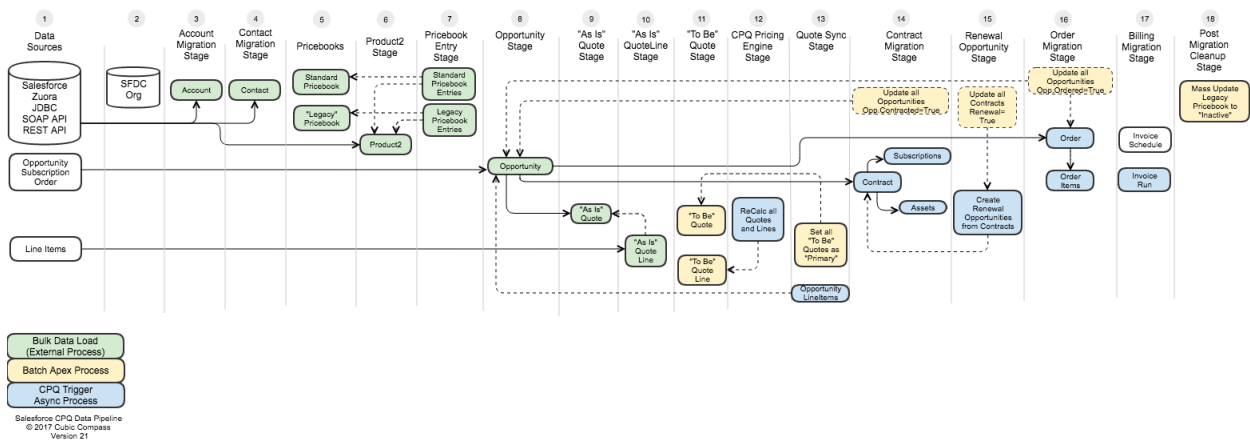 1
Data
Sources
2
3
Account
Migration
Stage
4
Contact
Migration
Stage
5
Pricebooks
6
Product2
Stage
7
Pricebook
Entry
Stage
8
Opportunity
Stage
9
"As Is"
Quote
Stage
10
"As Is"
QuoteLine
Stage
11
"To Be"
Quote
Stage
12
CPQ Pricing
Engine
Stage
13
Quote Sync
Stage
14
Contract
Migration
Stage
15
Renewal
Opportunity
Stage
16
Order
Migration
Stage
17
Billing
Migration
Stage
18
Post
Migration
Cleanup
Stage
Salesforce
Zuora
JDBC
SOAP API
REST API
SFDC
Org
Account
Contact
Standard
Pricebook
"Legacy"
Pricebook
Product2
Standard
Pricebook
Entries
Legacy
Pricebook
Entries
Update all
Opportunities
Opp.Contracted=True
Update all
Contracts
Renewal=
True
Update all
Opportunities
Opp.Ordered=True
Mass Update
Legacy
Pricebook to
"Inactive"
Opportunity
Subscription
Order
Opportunity
Subscriptions
Contract
Assets
Order
Order
Items
Invoice
Schedule
Invoice
Run
"As Is"
Quote
"To Be"
Quote
ReCalc all
Quotes
and Lines
Set all
"To Be"
Quotes as
"Primary"
Create
Renewal
Opportunities
from Contracts
Line Items
"As Is"
Quote
Line
"To Be"
Quote
Line
Opportunity
LineItems
Bulk Data Load
(External Process)
Batch Apex Process
CPQ Trigger
Async Process
Salesforce CPQ Data Pipeline
© 2017 Cubic Compass
Version 21